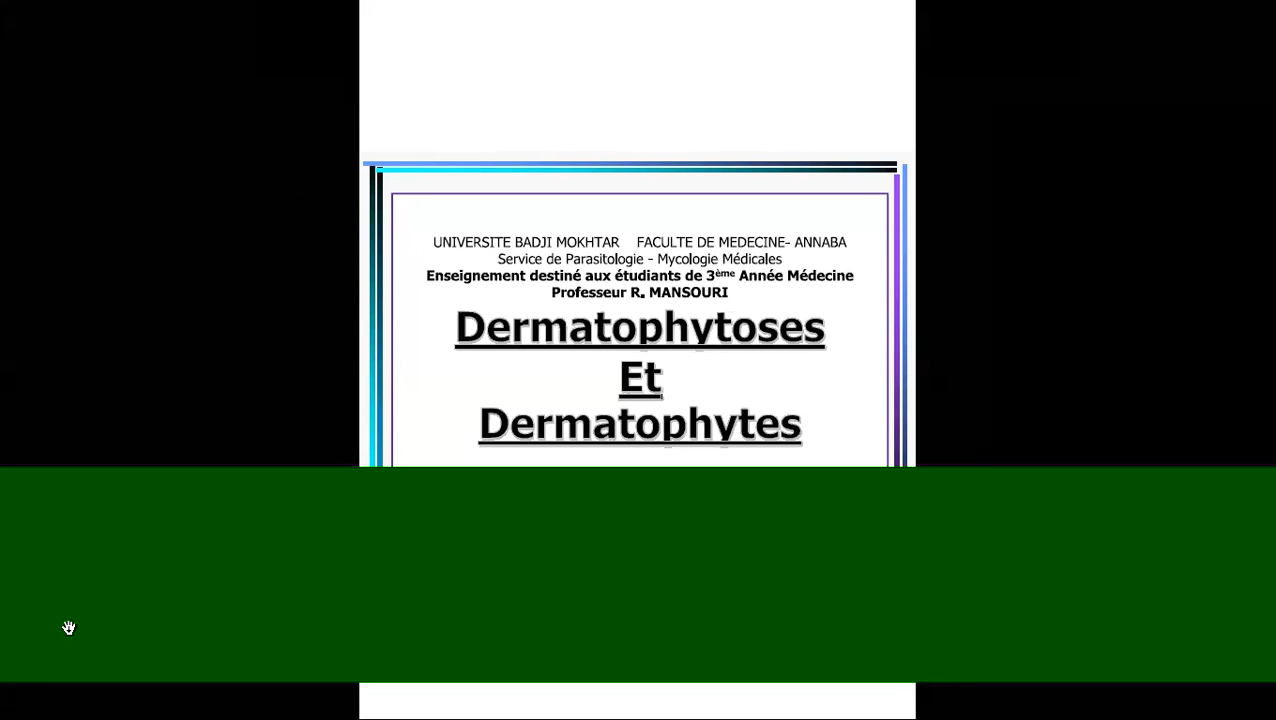 UNIVERSITE BADJI MOKHTAR FACULTE DE MEDECINE- ANNABA
Service de Parasitologie - Mycologie Médicales
Enseignement destiné aux étudiants de 3ème Année Médecine
Professeur R. MANSOURI
Dermatophytoses
Et
Dermatophytes